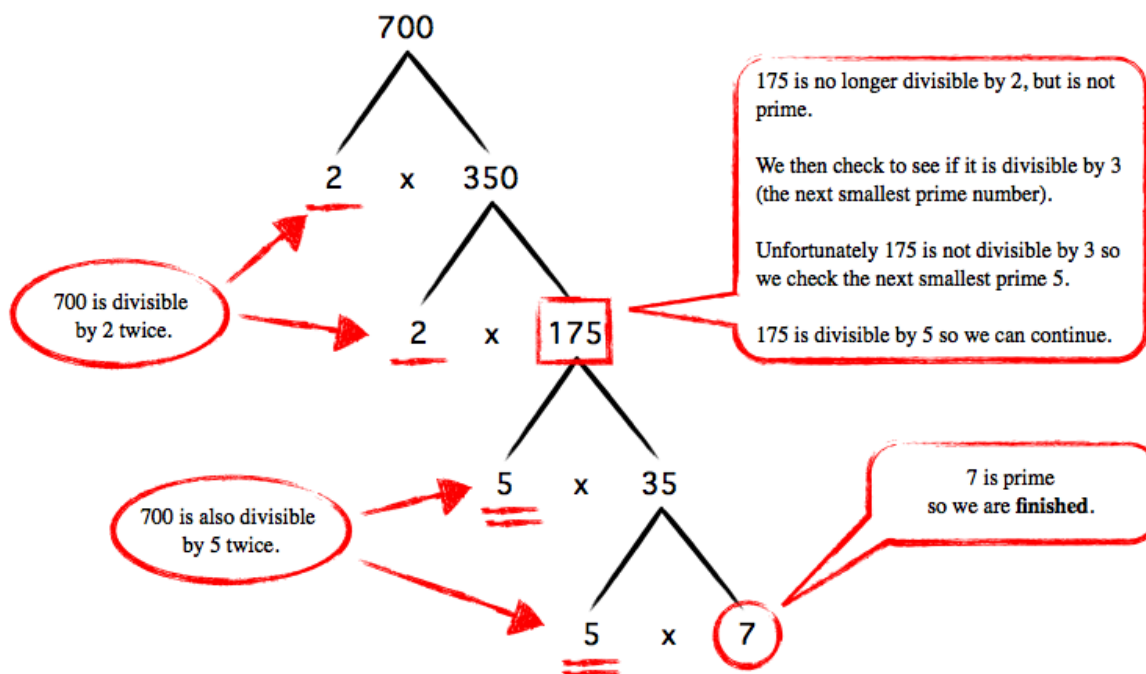 700
175 is no longer divisible by 2, but is not
prime.
We then check to see if it is divisible by 3
(the next smallest prime number).
Unfortunately 175 is not divisible by 3 so
we check the next smallest prime 5.
175 is divisible by 5 so we can continue.
2 x 350
700 is divisible
by 2 twice.
2 x 175
5 x 35
7 is prime
so we are finished.
700 is also divisible
by 5 twice.
5 x 7